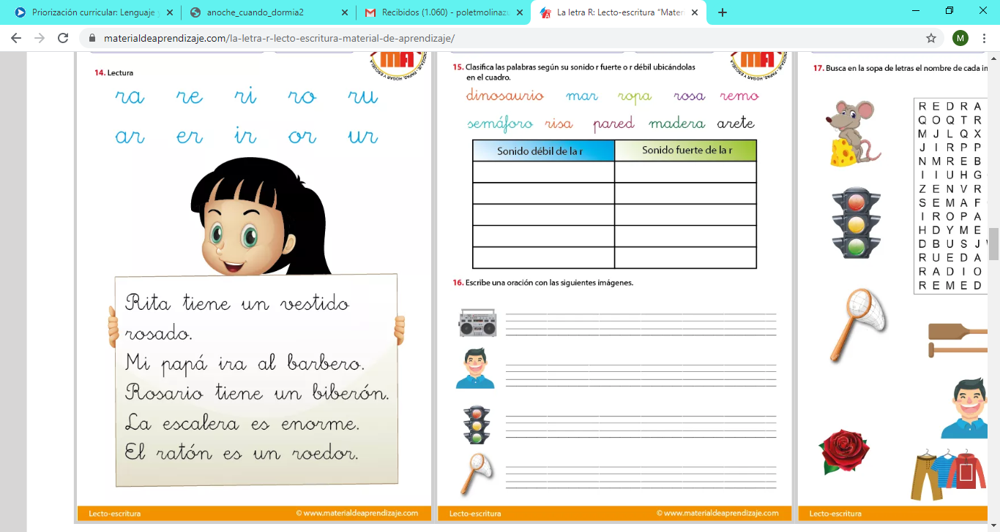 Priorización curricular: Lenguaje
anoche_cuando_dormia2
Recibidos (1.060) - poletmolinaz
La letra R: Lecto-escritura "Mater
materialdeaprendizaje.com/la-letra-r-lecto-escritura-material-de-aprendizaje/
M
14. Lectura
ra re ri ro ru
ar er ir or ur
Rita tiene un vestido
rosado.
Mi papá ira al barbero.
Rosario tiene un biberón.
La escalera es enorme.
El ratón es un roedor.
Lecto-escritura
© www.materialdeaprendizaje.com
MA
15. Clasifica las palabras según su sonido r fuerte o r débil ubicándolas
en el cuadro.
dinosaurio mar ropa rosa remo
semáforo risa pared madera arete
Sonido débil de la r
Sonido fuerte de la r
16. Escribe una oración con las siguientes imágenes.
Lecto-escritura
© www.materialdeaprendizaje.com
MA
17. Busca en la sopa de letras el nombre de cada in
R E D R A
Q O Q T R
M J L Q X
J I R P P
N M R E B
I I U H G
Z E N V R
S E M A F
I R O P A
H D Y M E
D B U S J
R U E D A
R A D I O
R E M E D
Lecto-escritura